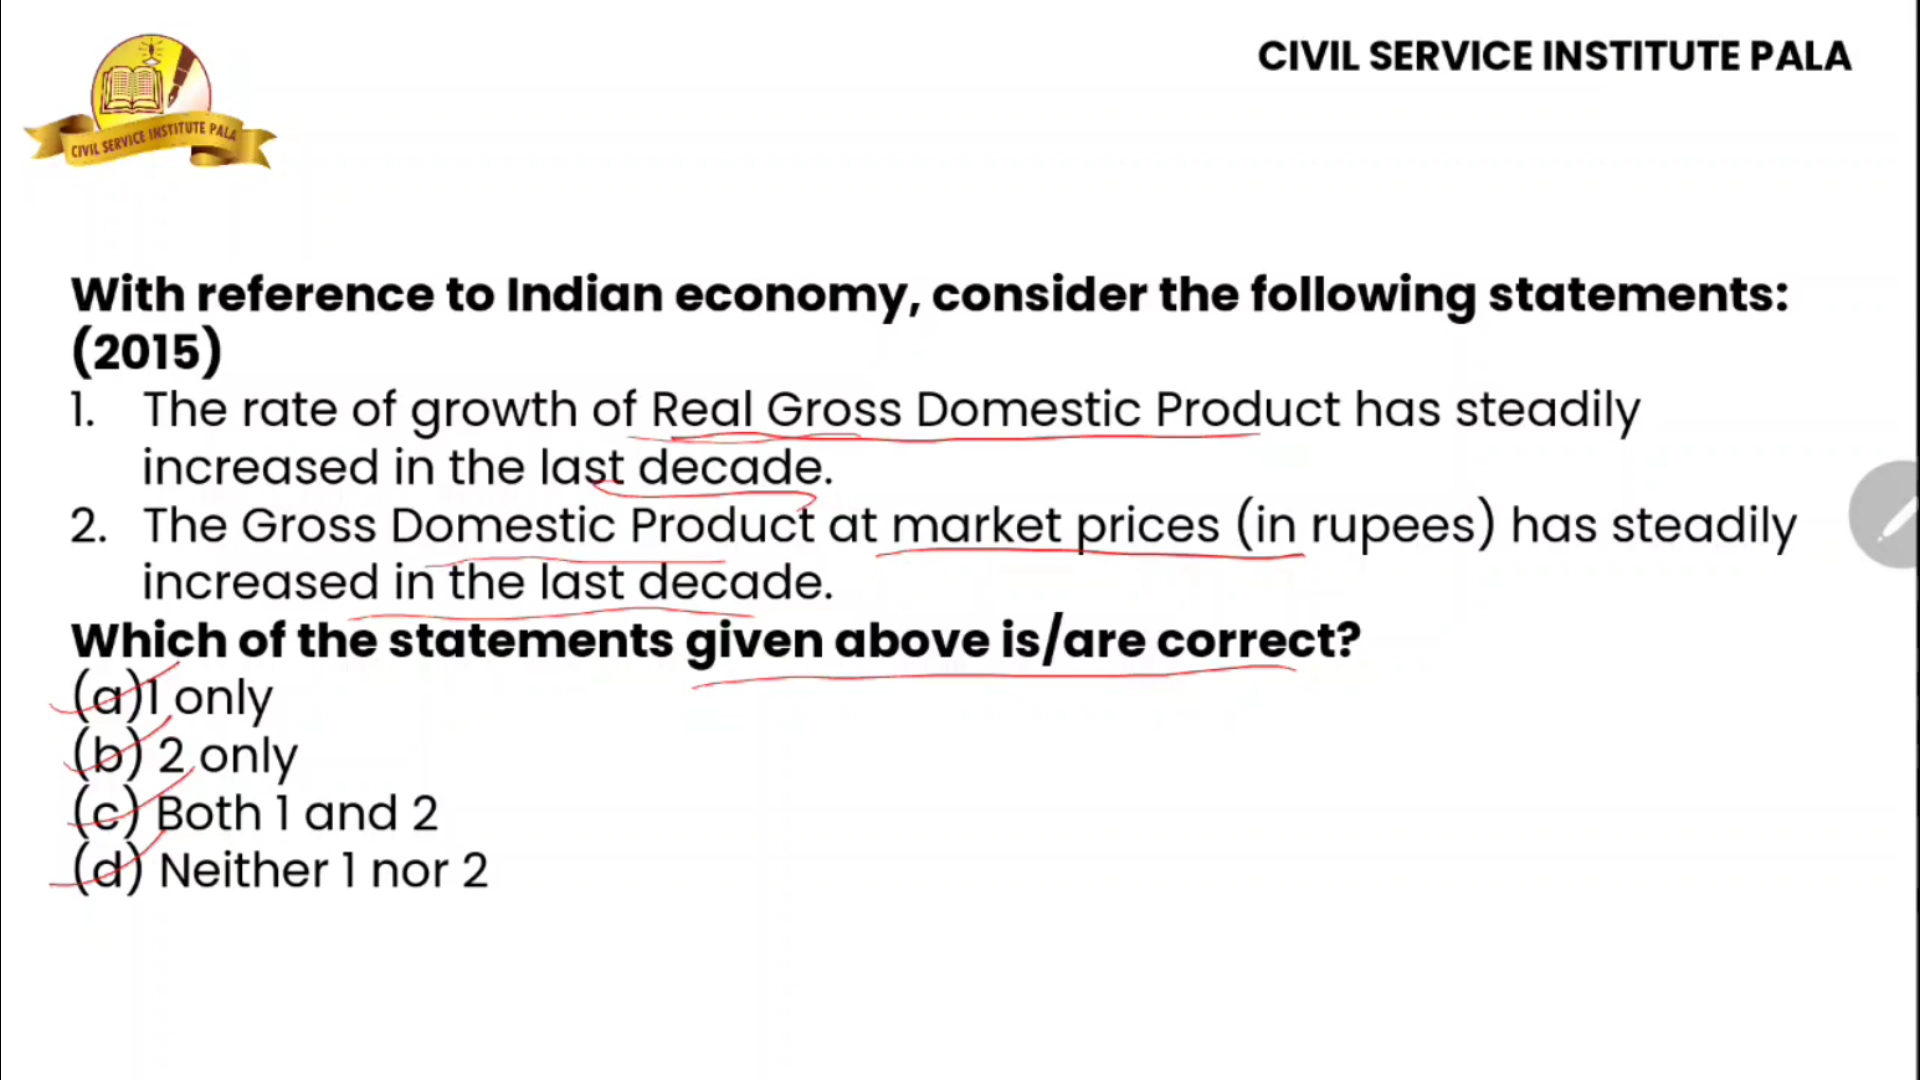 CIVIL SERVICE INSTITUTE PALA
CIVIL SERVICE INSTITUTE PALA
With reference to Indian economy, consider the following statements:
(2015)
1. The rate of growth of Real Gross Domestic Product has steadily
increased in the last decade.
2. The Gross Domestic Product at market prices (in rupees) has steadily
increased in the last decade.
Which of the statements given above is/are correct?
(a)1 only
(b) 2 only
(c) Both 1 and 2
(d) Neither 1 nor 2